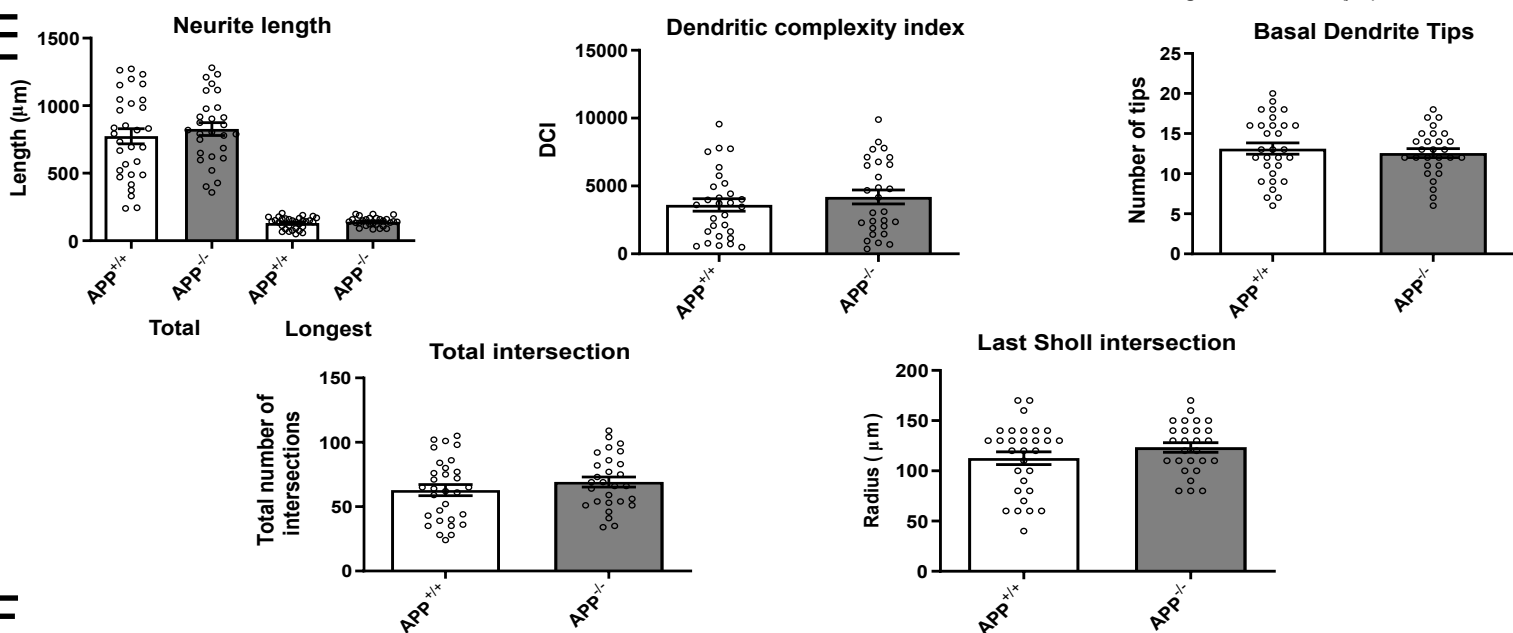 Neurite length
Length (μm)
1500
1000
500
0
APP+/+
APP-/-
APP+/+
APP-/-
Total
Longest
Dendritic complexity index
DCI
15000
10000
5000
0
APP+/+
APP-/-
Basal Dendrite Tips
Number of tips
25
20
15
10
5
0
APP+/+
APP-/-
Total intersection
Total number of
intersections
150
100
50
0
APP+/+
APP-/-
Last Sholl intersection
Radius ( μm)
200
150
100
50
0
APP+/+
APP-/-